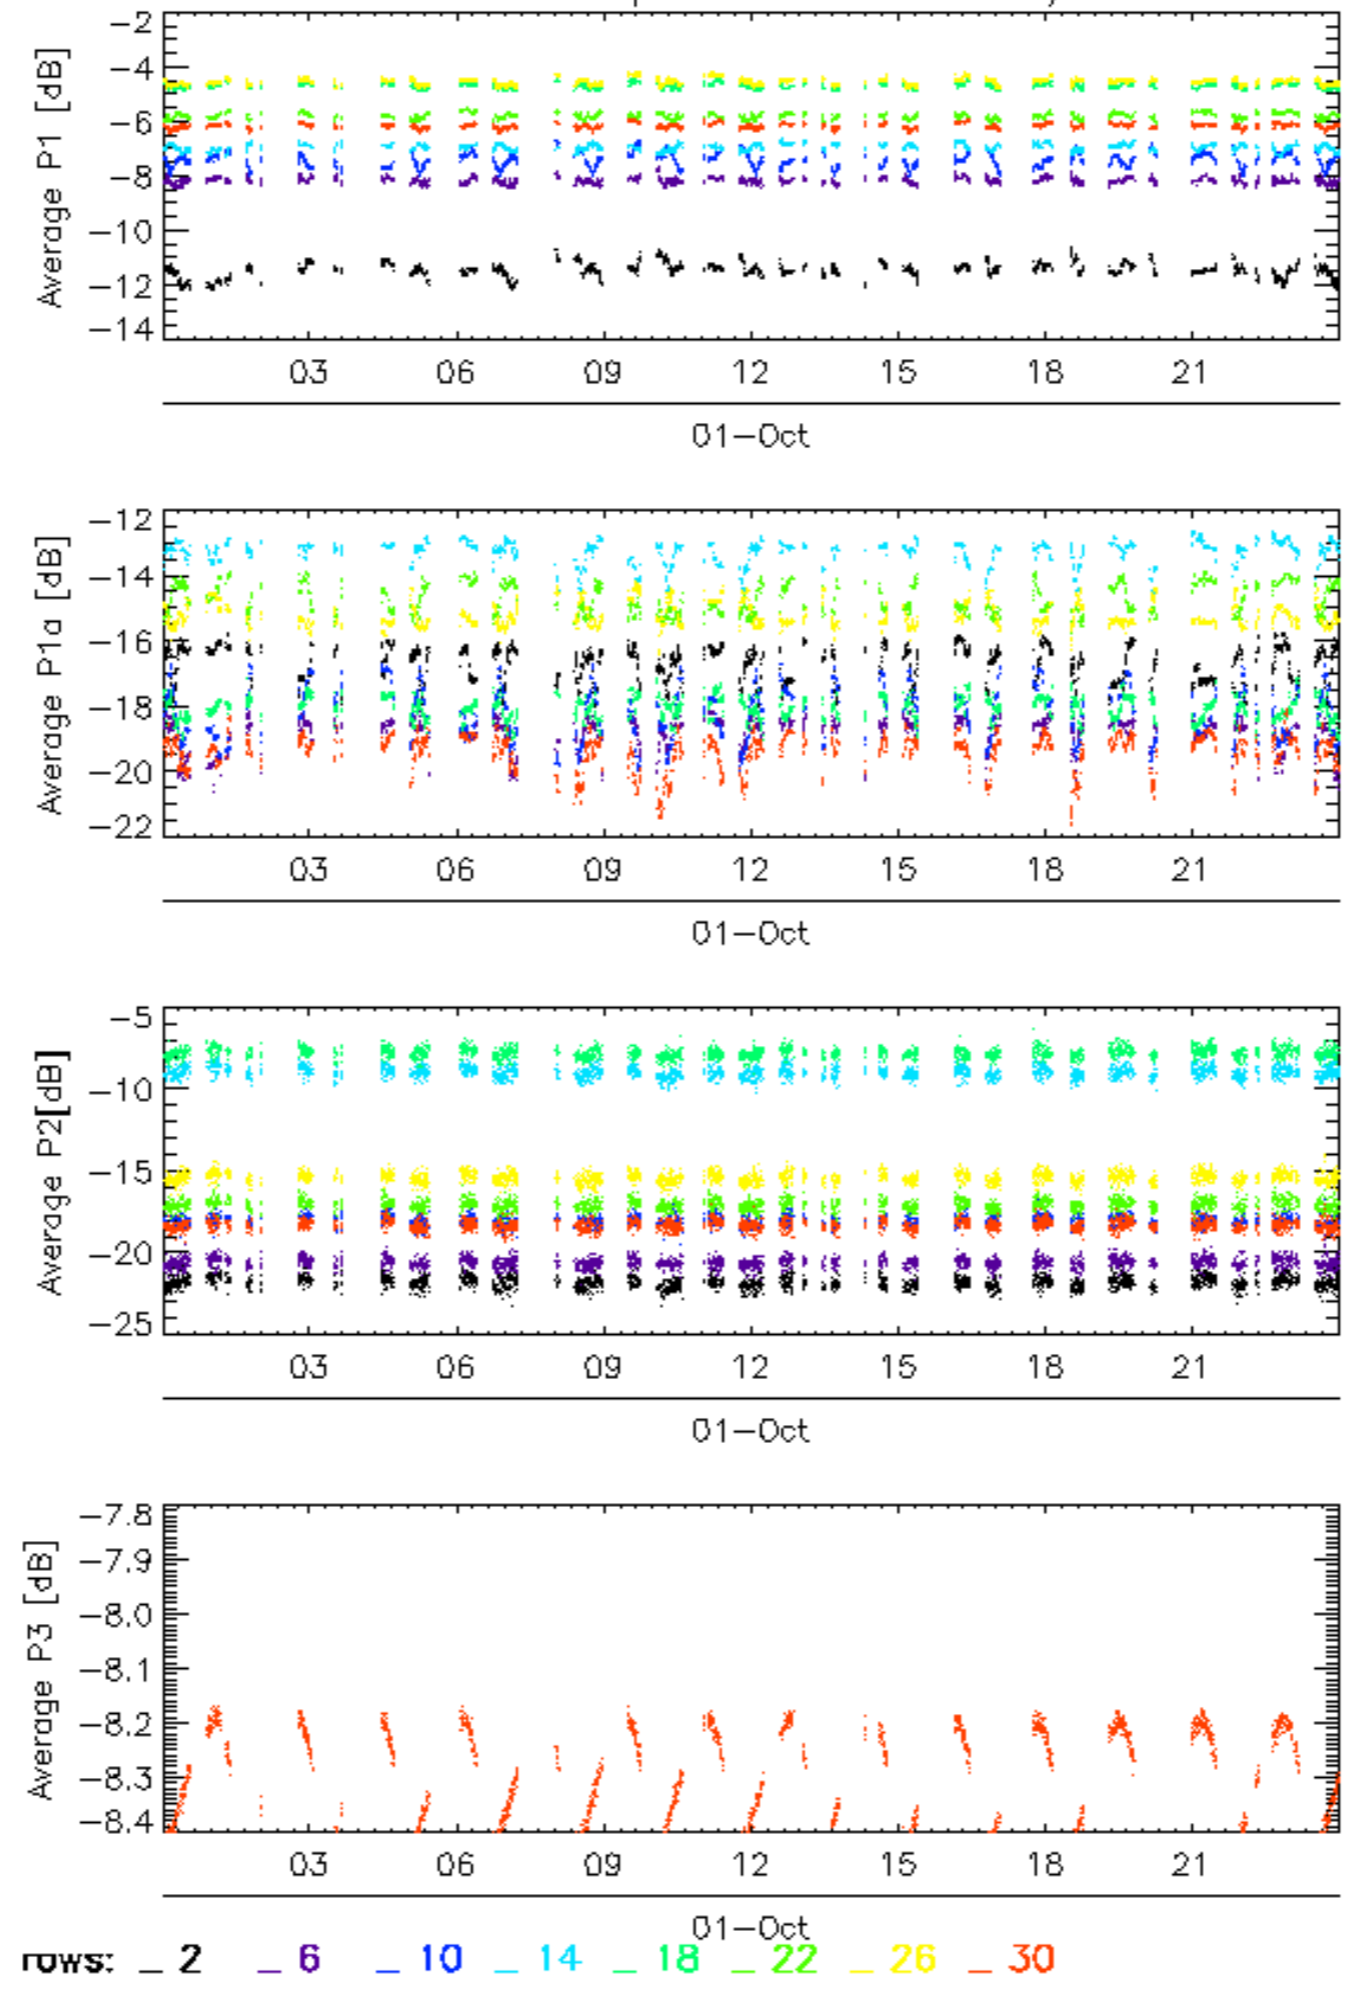 Average P1 [dB]
−2
−4
−6
−8
−10
−12
−14
03 06 09 12 15 18 21
01−Oct
Average P1a [dB]
−12
−14
−16
−18
−20
−22
03 06 09 12 15 18 21
01−Oct
Average P2[dB]
−5
−10
−15
−20
−25
03 06 09 12 15 18 21
01−Oct
Average P3 [dB]
−7.8
−7.9
−8.0
−8.1
−8.2
−8.3
−8.4
03 06 09 12 15 18 21
01−Oct
rows: _ 2 _ 6 _ 10 _ 14 _ 18 _ 22 _ 26 _ 30